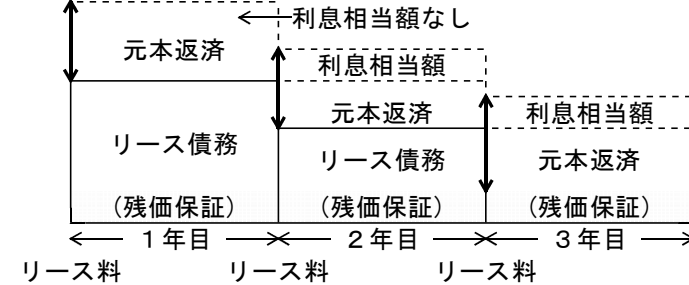 利息相当額なし
元本返済
利息相当額
元本返済
利息相当額
リース債務
リース債務
元本返済
（残価保証）
（残価保証）
（残価保証）
１年目
２年目
３年目
リース料
リース料
リース料